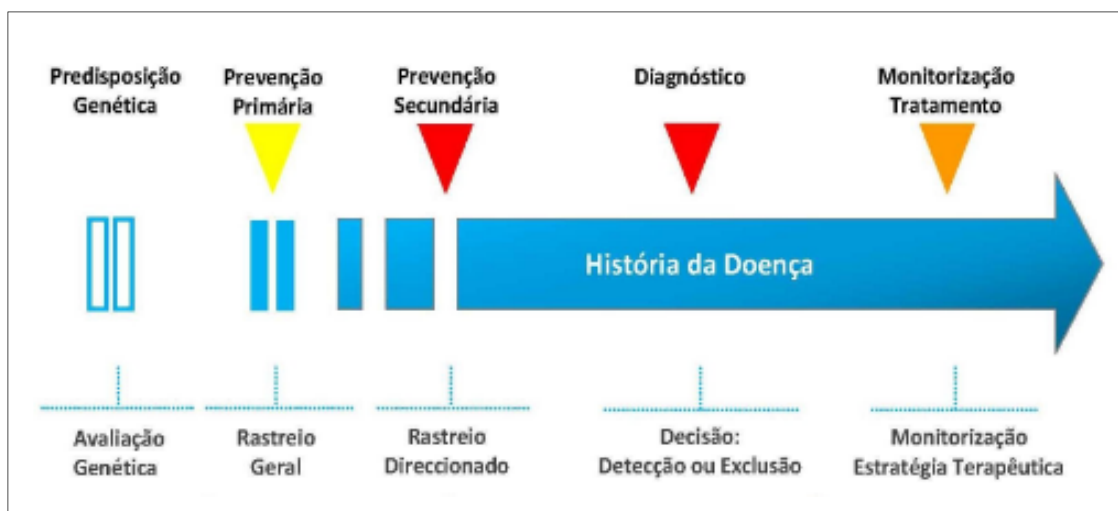 Predisposição
Genética
Prevenção
Primária
Prevenção
Secundária
Diagnóstico
Monitorização
Tratamento
História da Doença
Avaliação
Genética
Rastreio
Geral
Rastreio
Direccionado
Decisão:
Detecção ou Exclusão
Monitorização
Estratégia Terapêutica